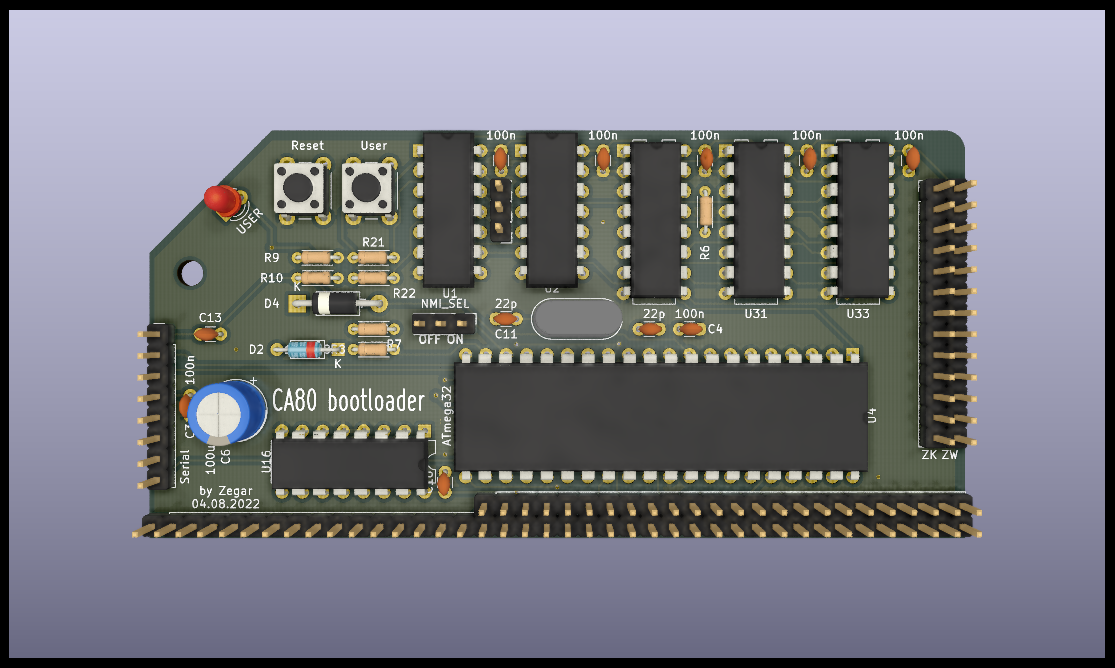 100n
100n
100n
100n
100n
Reset
User
USER
R21
R9
R6
R10
K
R22
U1
U2
D4
NMI_SEL
22p
22p
100n
U31
U33
C13
C11
C4
OFF ON
R7
D2
K
100n
+
CA80 bootloader
ATmega32
U4
C3
100u
C6
Serial
U16
ZK ZW
by Zegar
04.08.2022